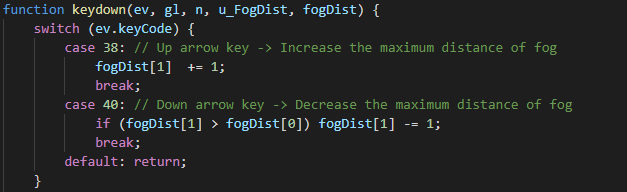 function keydown(ev, gl, n, u_FogDist, fogDist) {
    switch (ev.keyCode) {
        case 38: // Up arrow key -> Increase the maximum distance of fog
            fogDist[1]  += 1;
            break;
        case 40: // Down arrow key -> Decrease the maximum distance of fog
            if (fogDist[1] > fogDist[0]) fogDist[1] -= 1;
            break;
        default: return;
    }